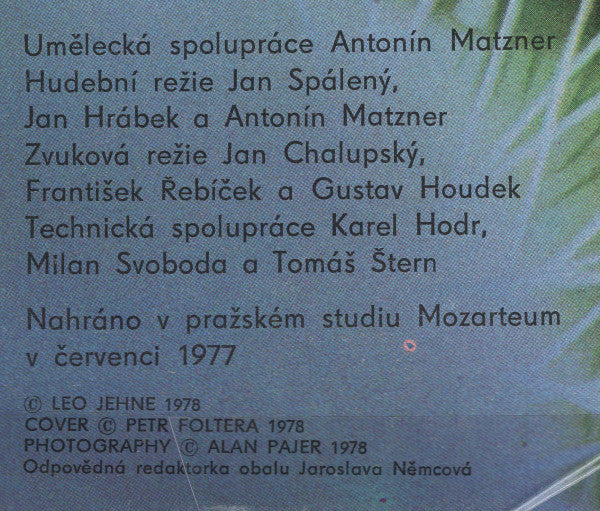 Umělecká spolupráce Antonín Matzner
Hudební režie Jan Spálený,
Jan Hrábek a Antonín Matzner
Zvuková režie Jan Chalupský,
František Řebíček a Gustav Houdek
Technická spolupráce Karel Hodr,
Milan Svoboda a Tomáš Štern
Nahráno v pražském studiu Mozarteum
v červenci 1977
© LEO JEHNE 1978
COVER © PETR FOLTERA 1978
PHOTOGRAPHY © ALAN PAJER 1978
Odpovědná redaktorka obalu Jaroslava Němcová